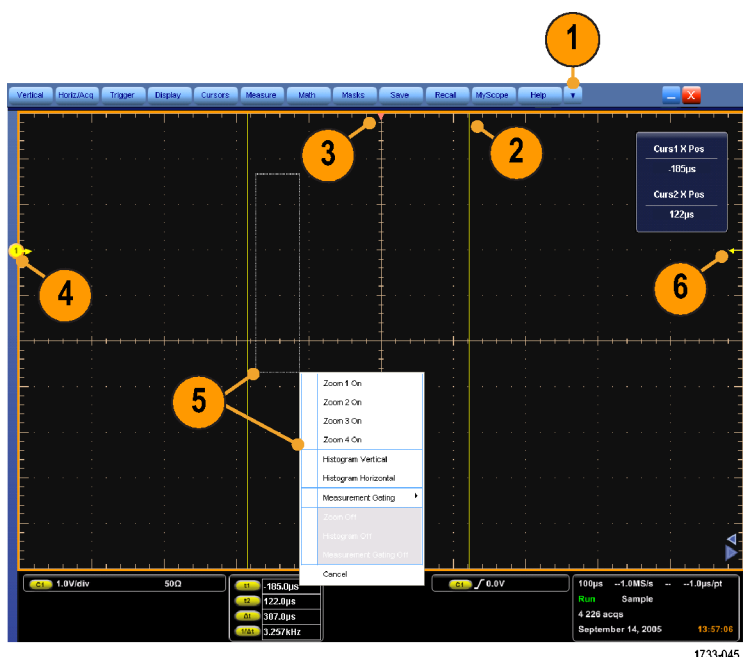 1
Vertical Horiz/Acq Trigger Display Cursors Measure Math Masks Save Recall MyScope Help
3
2
Curs1 X Pos
-185µs
Curs2 X Pos
122µs
1
4
6
5
Zoom 1 On
Zoom 2 On
Zoom 3 On
Zoom 4 On
Histogram Vertical
Histogram Horizontal
Measurement Gating
Zoom Off
Histogram Off
Measurement Gating Off
Cancel
C1 1.0V/div 50Ω
t1 -185.0µs
t2 122.0µs
Δt 307.0µs
1/Δt 3.257kHz
C1 0.0V
100µs --1.0MS/s -- --1.0µs/pt
Run Sample
4 226 acqs
September 14, 2005 13:57:06
1733-045